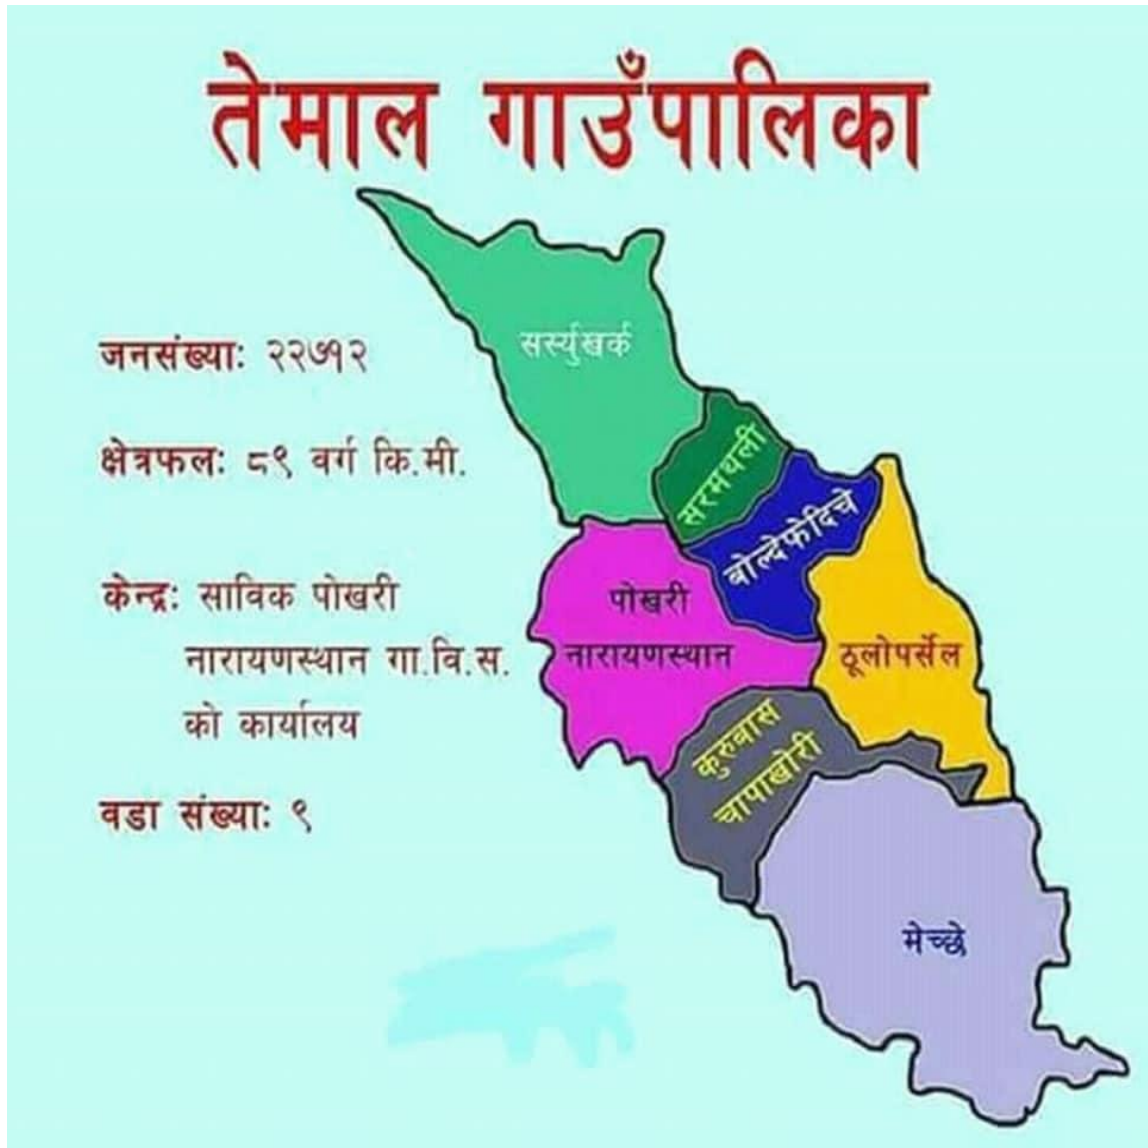 तेमाल गाउँपालिका
जनसंख्याः २२७१२
क्षेत्रफलः ८९ वर्ग कि.मी.
केन्द्रः साविक पोखरी
नारायणस्थान गा.वि.स.
को कार्यालय
वडा संख्याः ९
सर्स्युखर्क
सरमथली
बोल्देफेदिचे
पोखरी
नारायणस्थान
ठूलोपर्सेल
कुरुबास
चापाखोरी
मेच्छे